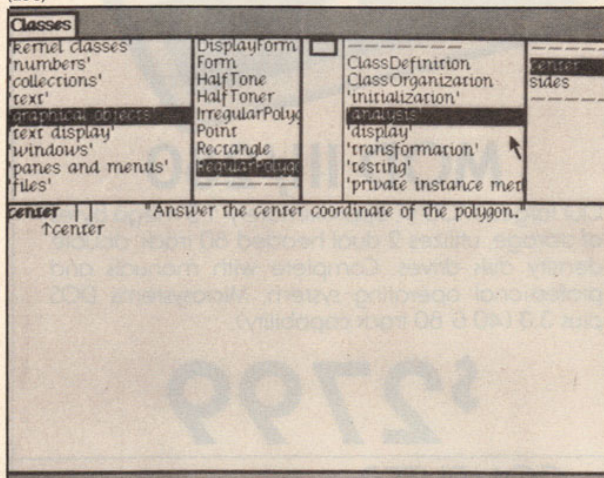 Classes
'kernel classes'
'numbers'
'collections'
'text'
'graphical objects'
'text display'
'windows'
'panes and menus'
'files'
DisplayForm
Form
HalfTone
HalfToner
IrregularPolyg
Point
Rectangle
RegularPolygo
ClassDefinition
ClassOrganization
'initialization'
'analysis'
'display'
'transformation'
'testing'
'private instance met
center
sides
center | | "Answer the center coordinate of the polygon."
↑center